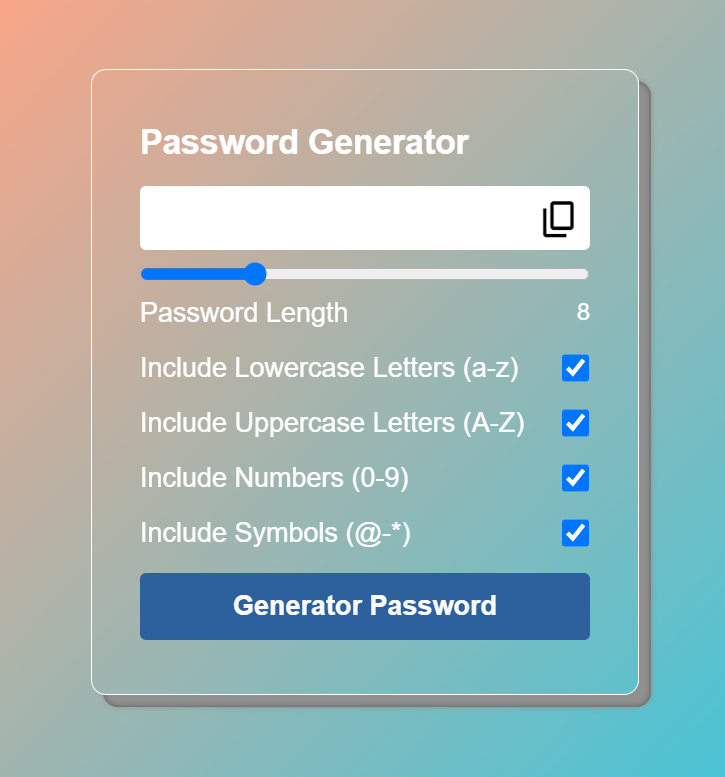 Password Generator
Password Length 8
Include Lowercase Letters (a-z)
Include Uppercase Letters (A-Z)
Include Numbers (0-9)
Include Symbols (@-*)
Generator Password